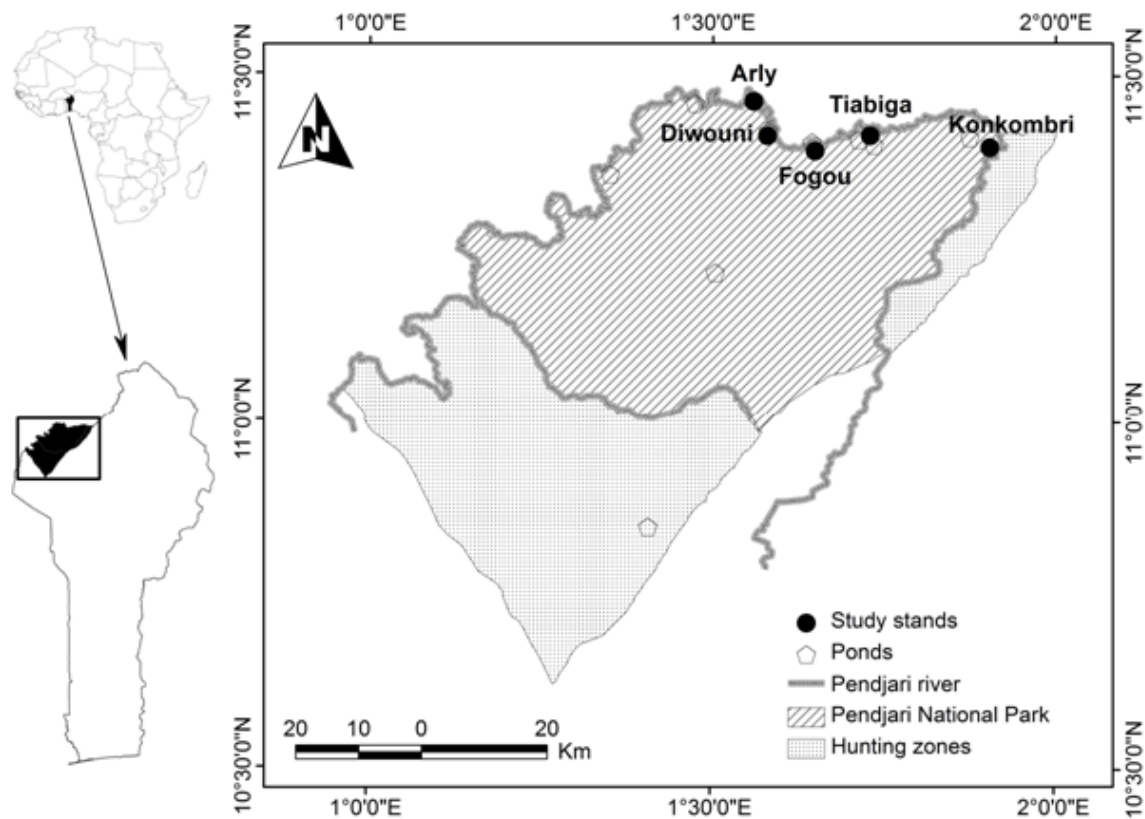 1°0'0"E
1°30'0"E
2°0'0"E
11°30'0"N
11°30'0"N
Arly
N
Diwouni
Tiabiga
Konkombri
Fogou
11°0'0"N
11°0'0"N
Study stands
Ponds
Pendjari river
Pendjari National Park
Hunting zones
20 10 0 20
Km
10°30'0"N
10°30'0"N
1°0'0"E
1°30'0"E
2°0'0"E